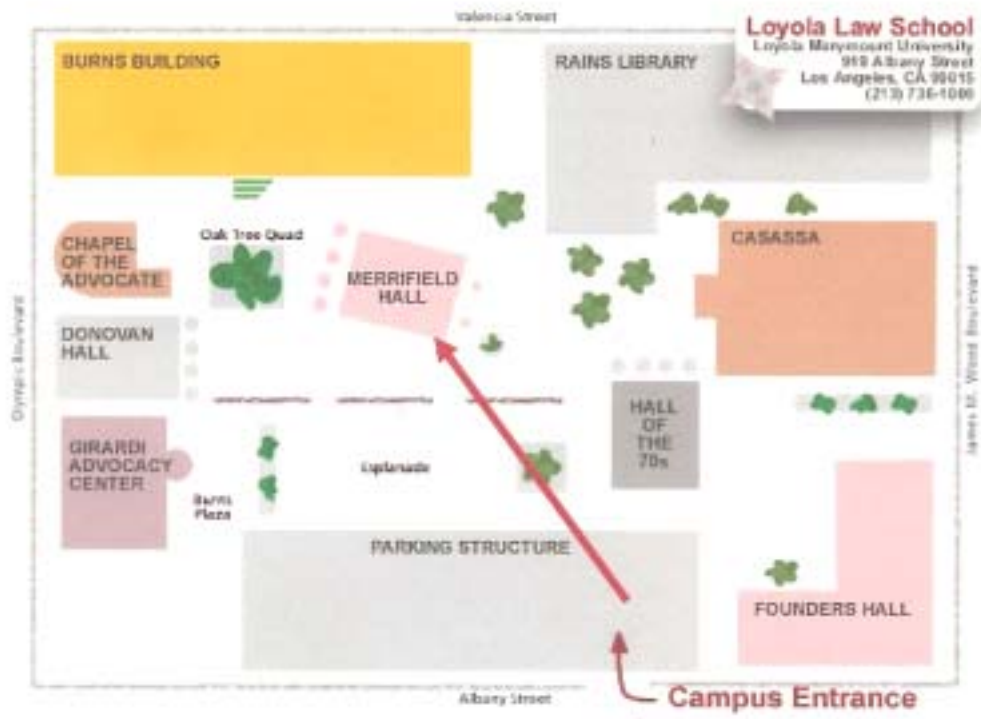 Valencia Street
Loyola Law School
Loyola Marymount University
919 Albany Street
Los Angeles, CA 90015
(213) 736-1000
BURNS BUILDING
RAINS LIBRARY
Oak Tree Quad
CHAPEL
OF THE
ADVOCATE
MERRIFIELD
HALL
CASASSA
DONOVAN
HALL
Olympic Boulevard
James M. Wood Boulevard
HALL
OF
THE
70s
GIRARDI
ADVOCACY
CENTER
Esplanade
Burns
Plaza
PARKING STRUCTURE
FOUNDERS HALL
Albany Street
Campus Entrance